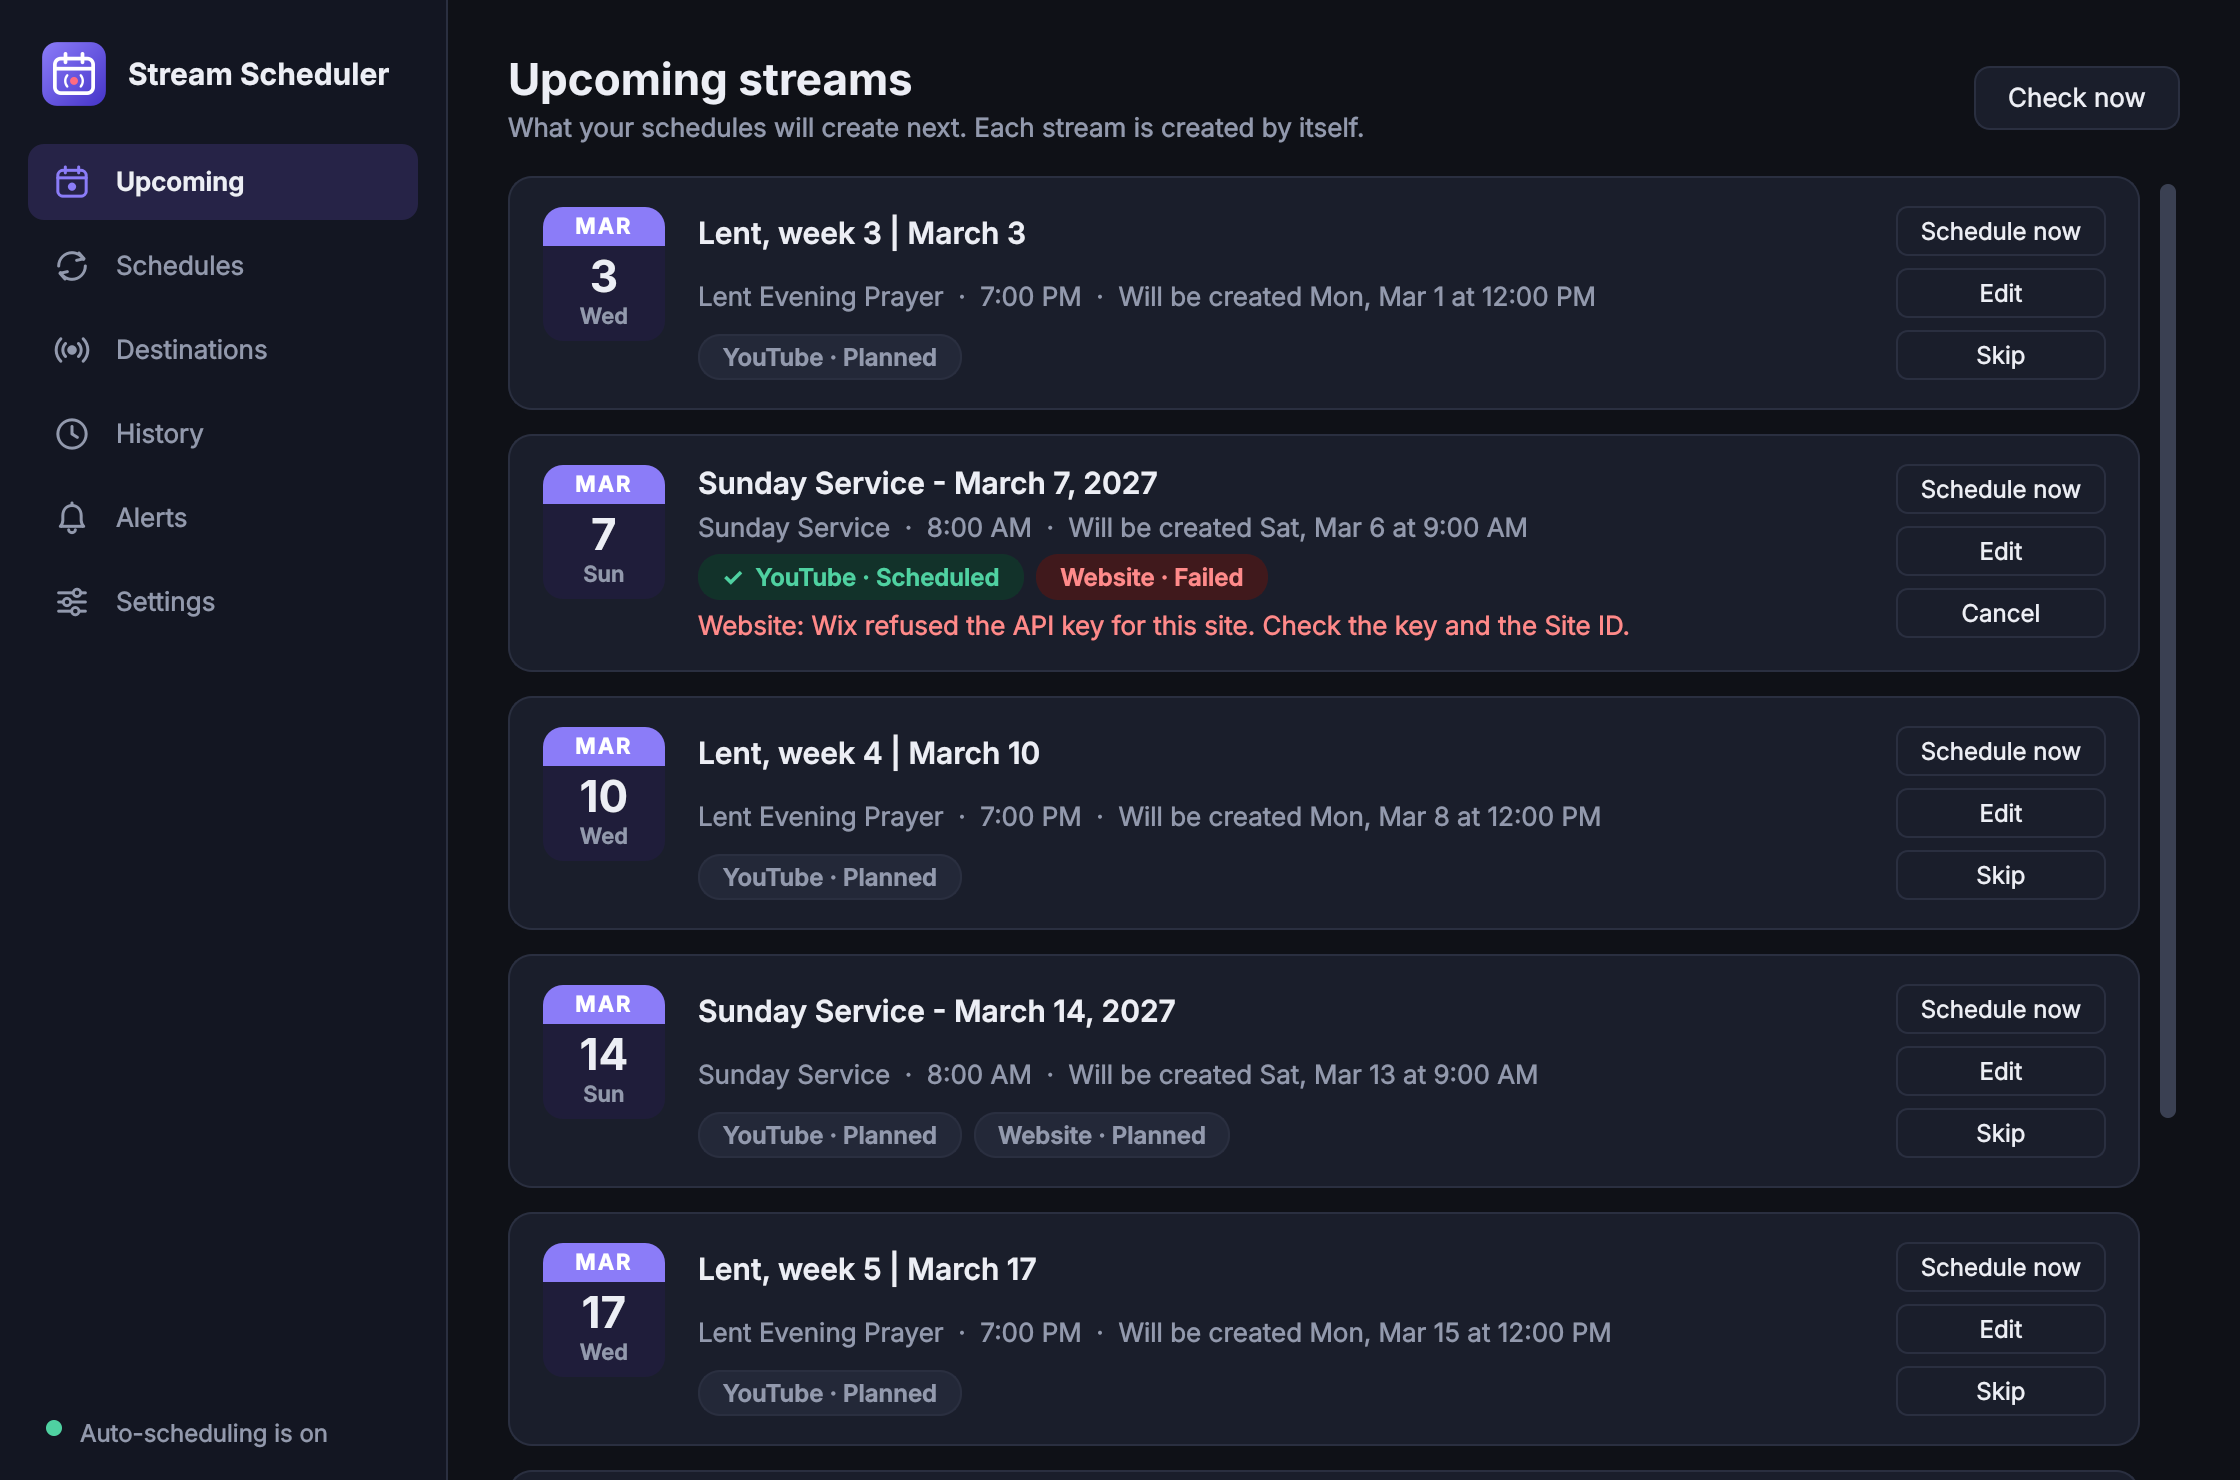 Stream Scheduler
Upcoming
Schedules
Destinations
History
Alerts
Settings
Auto-scheduling is on
Upcoming streams
What your schedules will create next. Each stream is created by itself.
Check now
MAR
3
Wed
Lent, week 3 | March 3
Lent Evening Prayer · 7:00 PM · Will be created Mon, Mar 1 at 12:00 PM
YouTube · Planned
Schedule now
Edit
Skip
MAR
7
Sun
Sunday Service - March 7, 2027
Sunday Service · 8:00 AM · Will be created Sat, Mar 6 at 9:00 AM
✓ YouTube · Scheduled Website · Failed
Website: Wix refused the API key for this site. Check the key and the Site ID.
Schedule now
Edit
Cancel
MAR
10
Wed
Lent, week 4 | March 10
Lent Evening Prayer · 7:00 PM · Will be created Mon, Mar 8 at 12:00 PM
YouTube · Planned
Schedule now
Edit
Skip
MAR
14
Sun
Sunday Service - March 14, 2027
Sunday Service · 8:00 AM · Will be created Sat, Mar 13 at 9:00 AM
YouTube · Planned Website · Planned
Schedule now
Edit
Skip
MAR
17
Wed
Lent, week 5 | March 17
Lent Evening Prayer · 7:00 PM · Will be created Mon, Mar 15 at 12:00 PM
YouTube · Planned
Schedule now
Edit
Skip